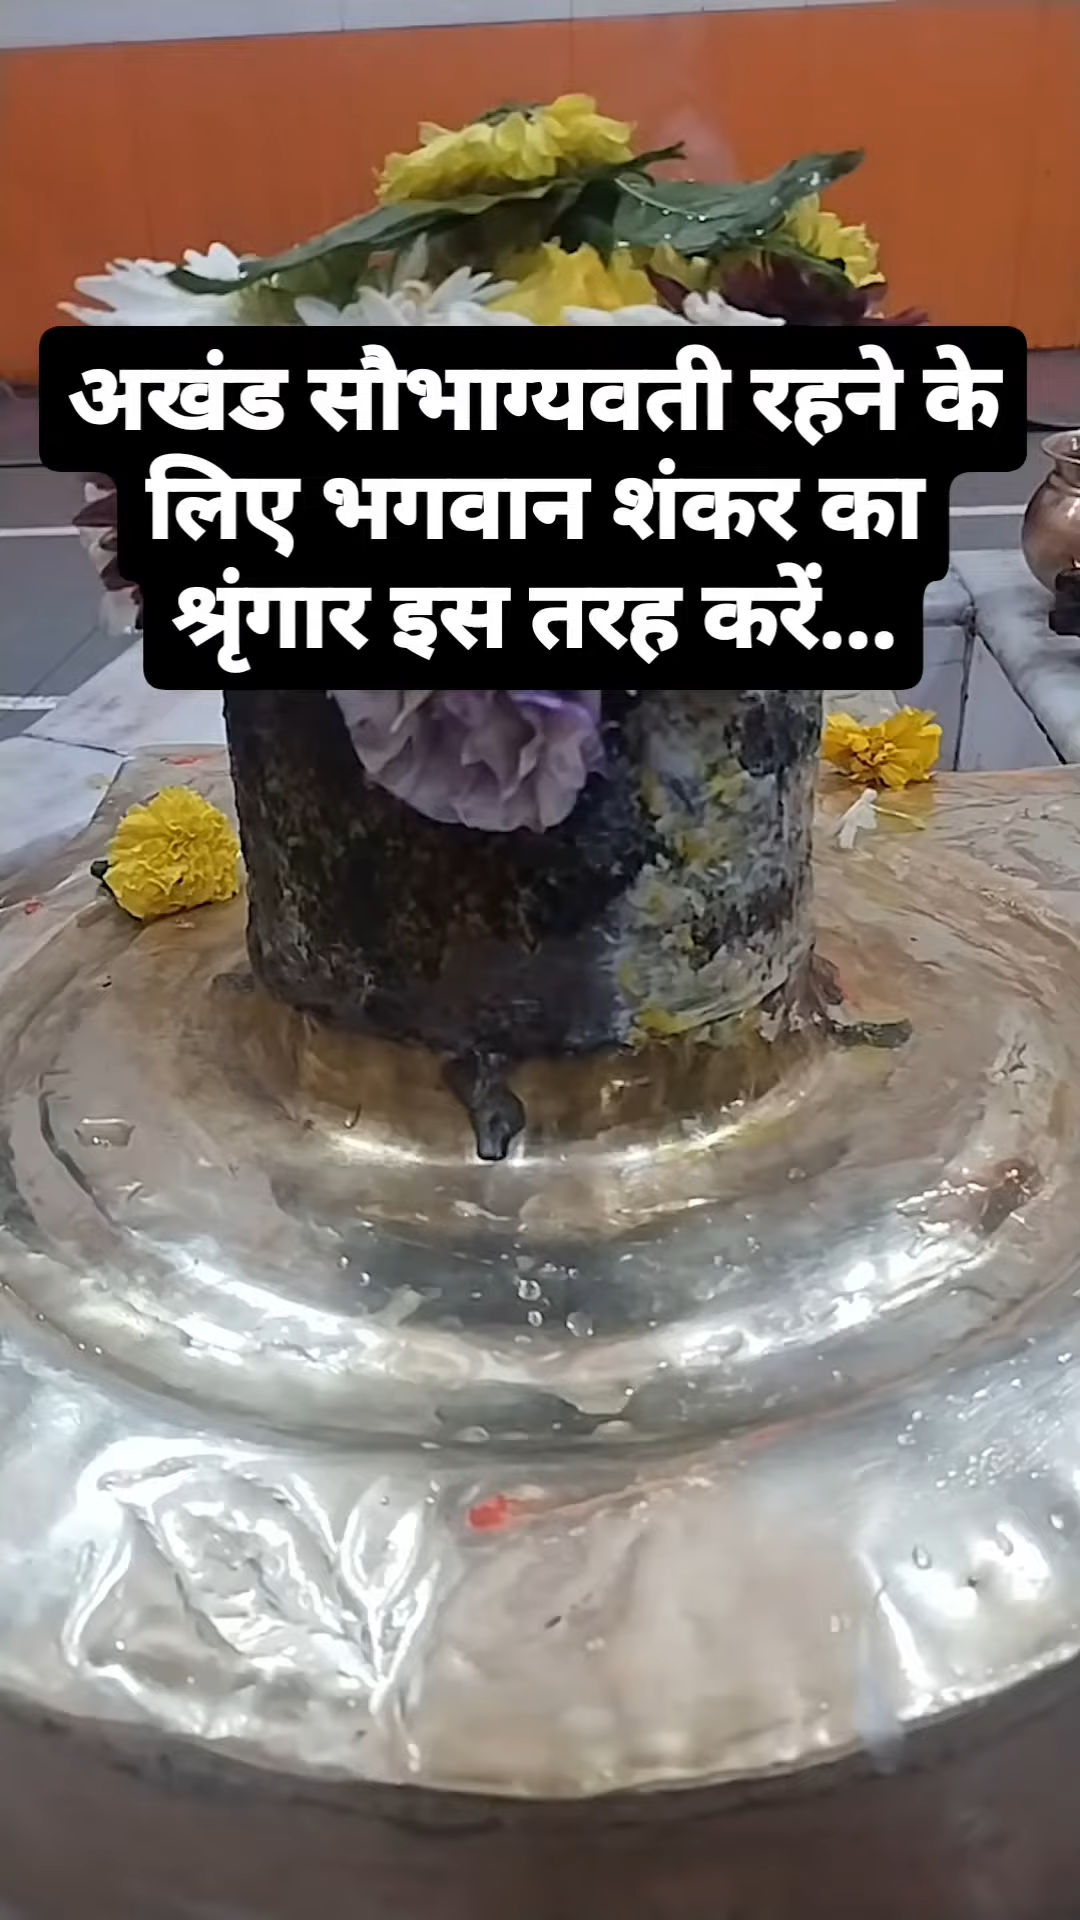 अखंड सौभाग्यवती रहने के
लिए भगवान शंकर का
श्रृंगार इस तरह करें...